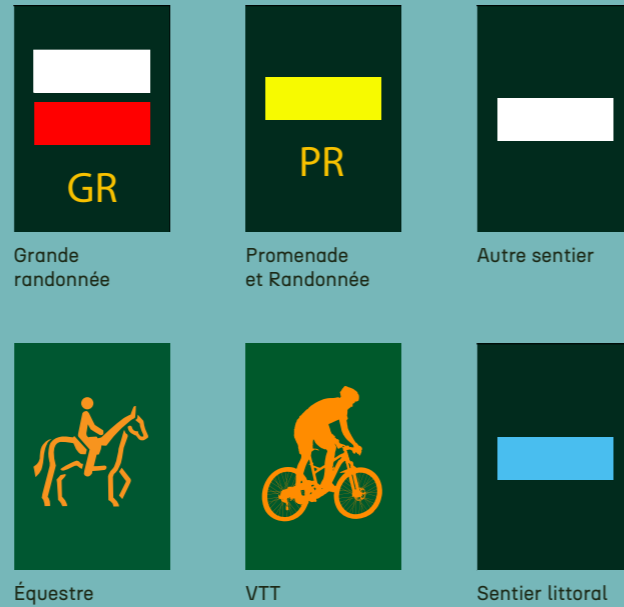 GR
PR
Grande
randonnée
Promenade
et Randonnée
Autre sentier
Équestre
VTT
Sentier littoral